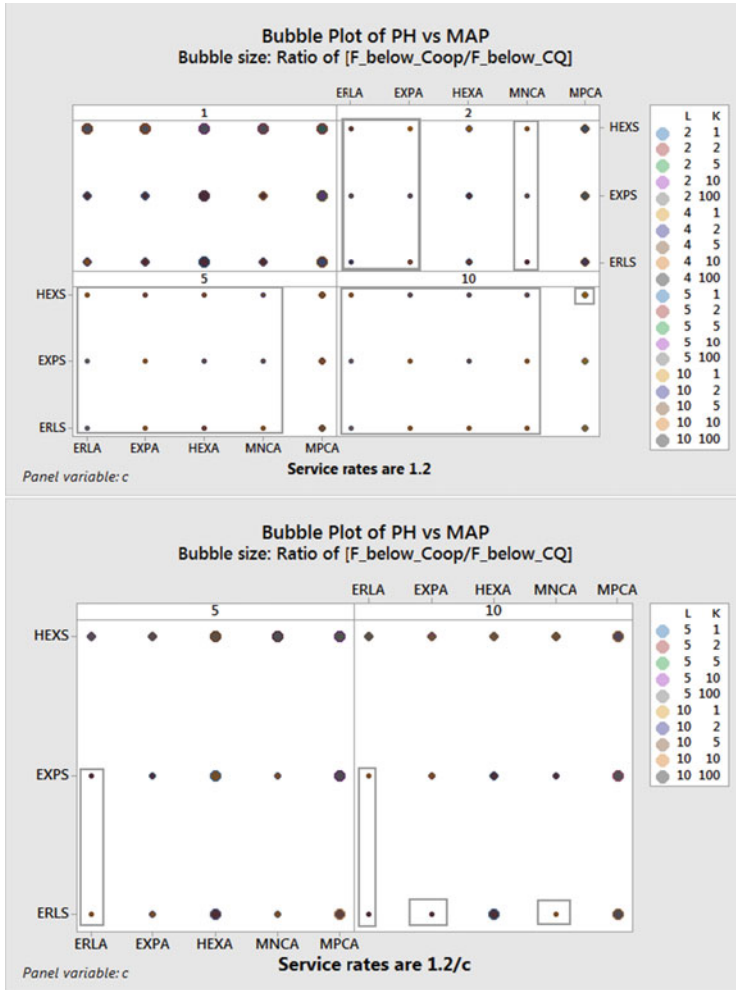 Bubble Plot of PH vs MAP
Bubble size: Ratio of [F_below_Coop/F_below_CQ]
ERLA EXPA HEXA MNCA MPCA
1 2
HEXS
EXPS
ERLS
5 10
HEXS
EXPS
ERLS
ERLA EXPA HEXA MNCA MPCA
Service rates are 1.2
Panel variable: c
L K
2 1
2 2
2 5
2 10
2 100
4 1
4 2
4 5
4 10
4 100
5 1
5 2
5 5
5 10
5 100
10 1
10 2
10 5
10 10
10 100
Bubble Plot of PH vs MAP
Bubble size: Ratio of [F_below_Coop/F_below_CQ]
ERLA EXPA HEXA MNCA MPCA
5 10
HEXS
EXPS
ERLS
ERLA EXPA HEXA MNCA MPCA
Service rates are 1.2/c
Panel variable: c
L K
5 1
5 2
5 5
5 10
5 100
10 1
10 2
10 5
10 10
10 100